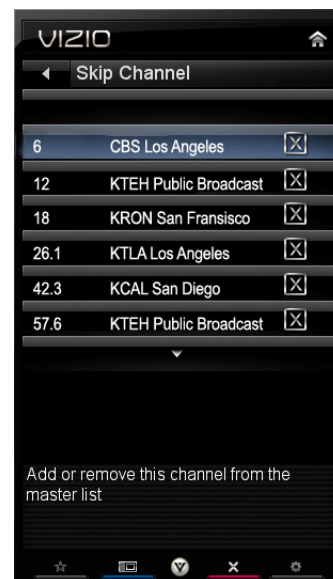 VIZIO
Skip Channel
6 CBS Los Angeles X
12 KTEH Public Broadcast X
18 KRON San Fransisco X
26.1 KTLA Los Angeles X
42.3 KCAL San Diego X
57.6 KTEH Public Broadcast X
Add or remove this channel from the
master list